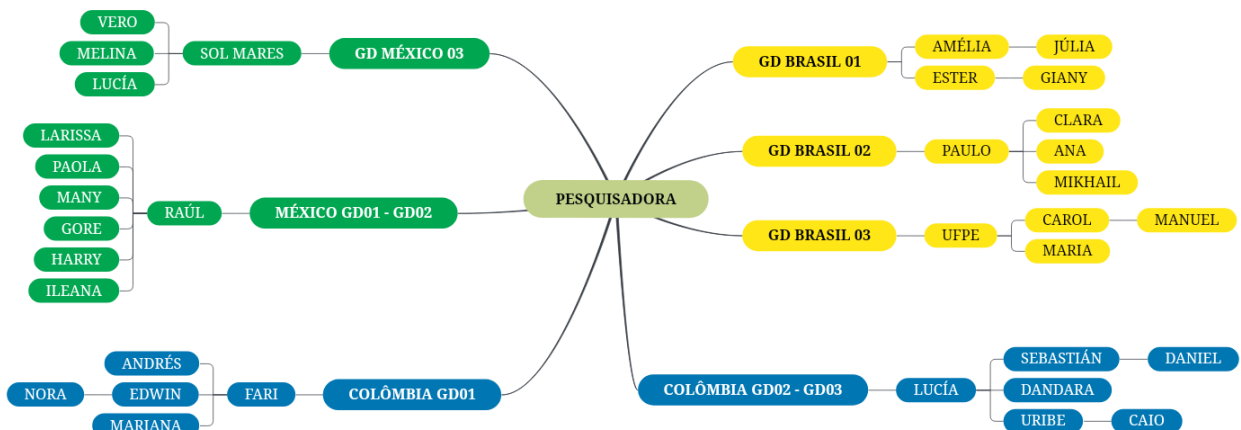 VERO
MELINA
LUCÍA
SOL MARES
GD MÉXICO 03
LARISSA
PAOLA
MANY
GORE
HARRY
ILEANA
RAÚL
MÉXICO GD01 - GD02
ANDRÉS
NORA
EDWIN
MARIANA
FARI
COLÔMBIA GD01
PESQUISADORA
GD BRASIL 01
AMÉLIA
JÚLIA
ESTER
GIANY
GD BRASIL 02
PAULO
CLARA
ANA
MIKHAIL
GD BRASIL 03
UFPE
CAROL
MANUEL
MARIA
COLÔMBIA GD02 - GD03
LUCÍA
SEBASTIÁN
DANIEL
DANDARA
URIBE
CAIO